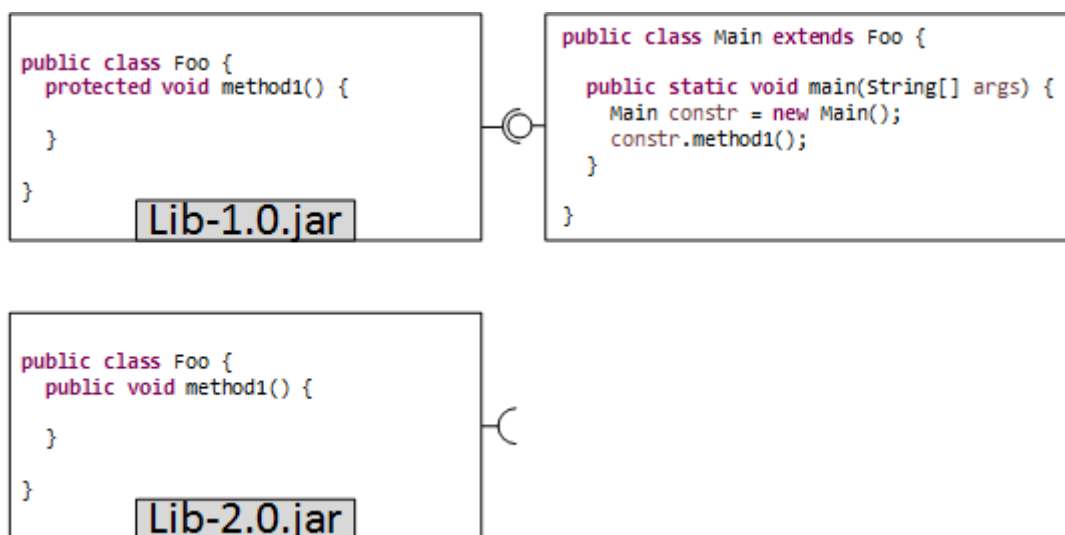 public class Foo {
protected void method1() {
}
}
Lib-1.0.jar
public class Main extends Foo {
public static void main(String[] args) {
Main constr = new Main();
constr.method1();
}
}
public class Foo {
public void method1() {
}
}
Lib-2.0.jar